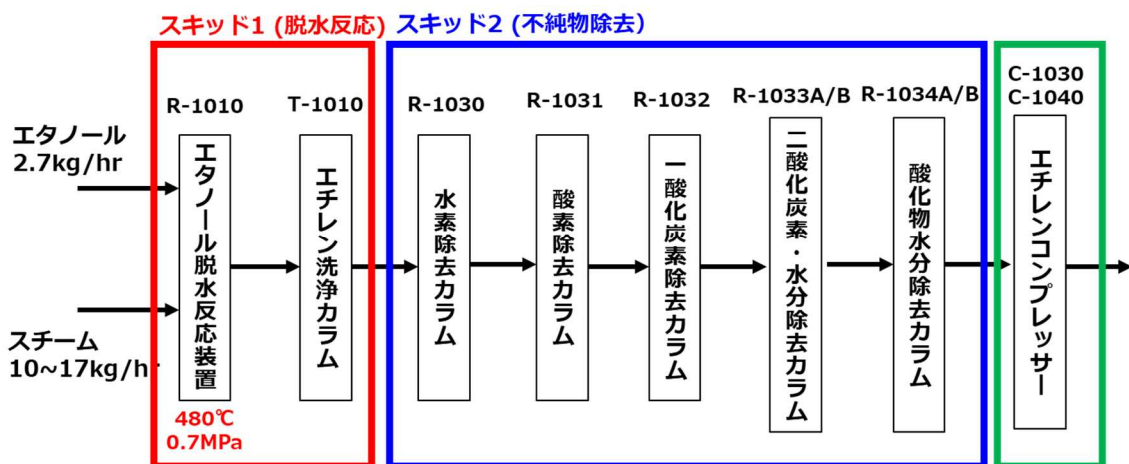 スキッド1 (脱水反応)
スキッド2 (不純物除去)
R-1010
T-1010
R-1030
R-1031
R-1032
R-1033A/B
R-1034A/B
C-1030
C-1040
エタノール
2.7kg/hr
スチーム
10~17kg/hr
エタノール脱水反応装置
エチレン洗浄カラム
水素除去カラム
酸素除去カラム
一酸化炭素除去カラム
二酸化炭素・水分除去カラム
酸化物水分除去カラム
エチレンコンプレッサー
480℃
0.7MPa